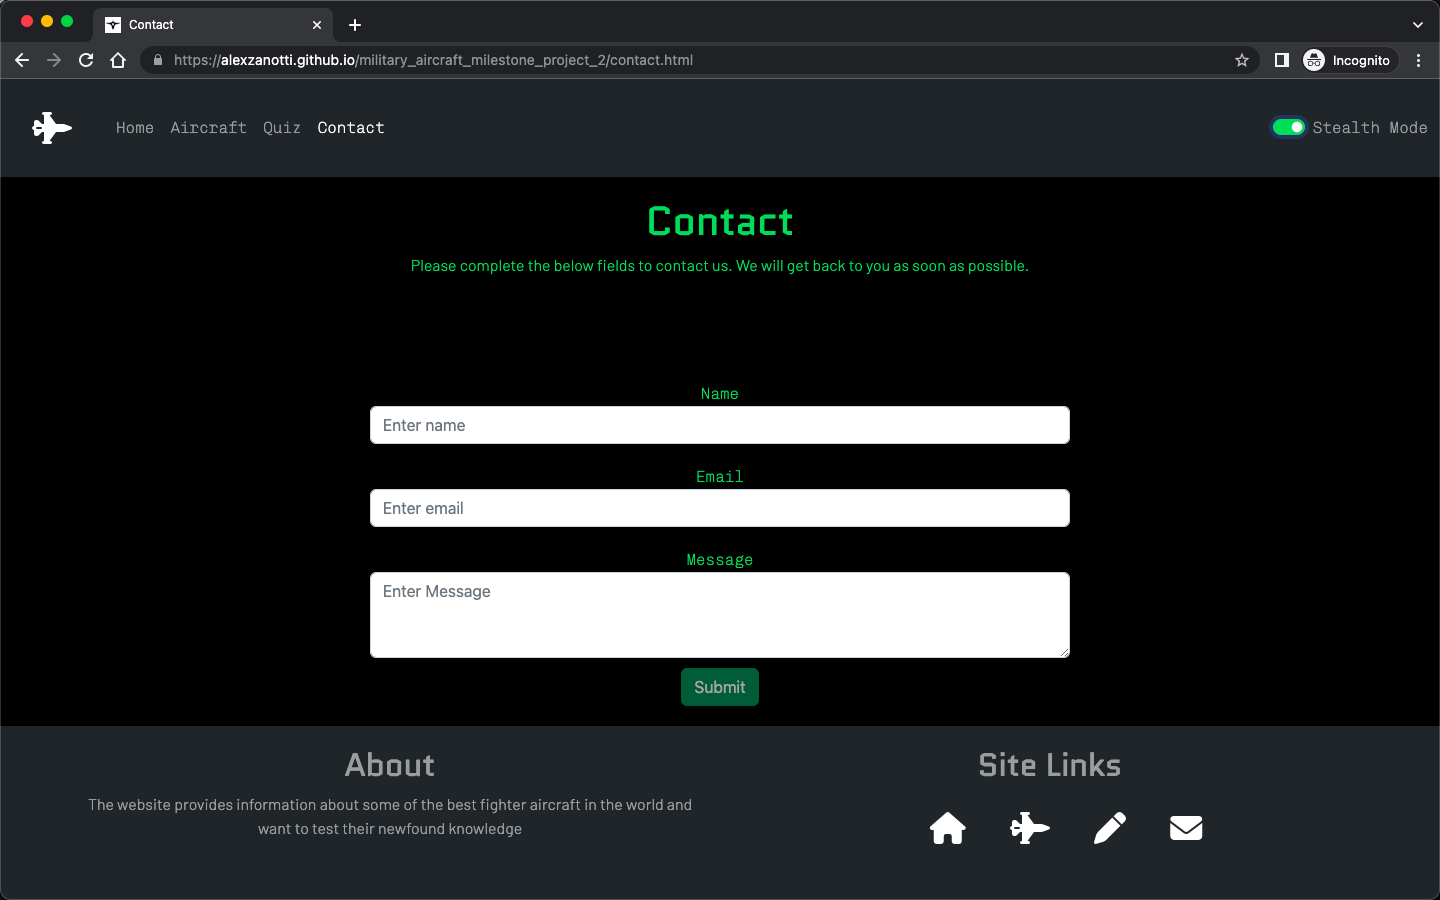 Contact
https://alexzanotti.github.io/military_aircraft_milestone_project_2/contact.html
Incognito
Home Aircraft Quiz Contact
Stealth Mode
Contact
Please complete the below fields to contact us. We will get back to you as soon as possible.
Name
Enter name
Email
Enter email
Message
Enter Message
Submit
About
The website provides information about some of the best fighter aircraft in the world and
want to test their newfound knowledge
Site Links